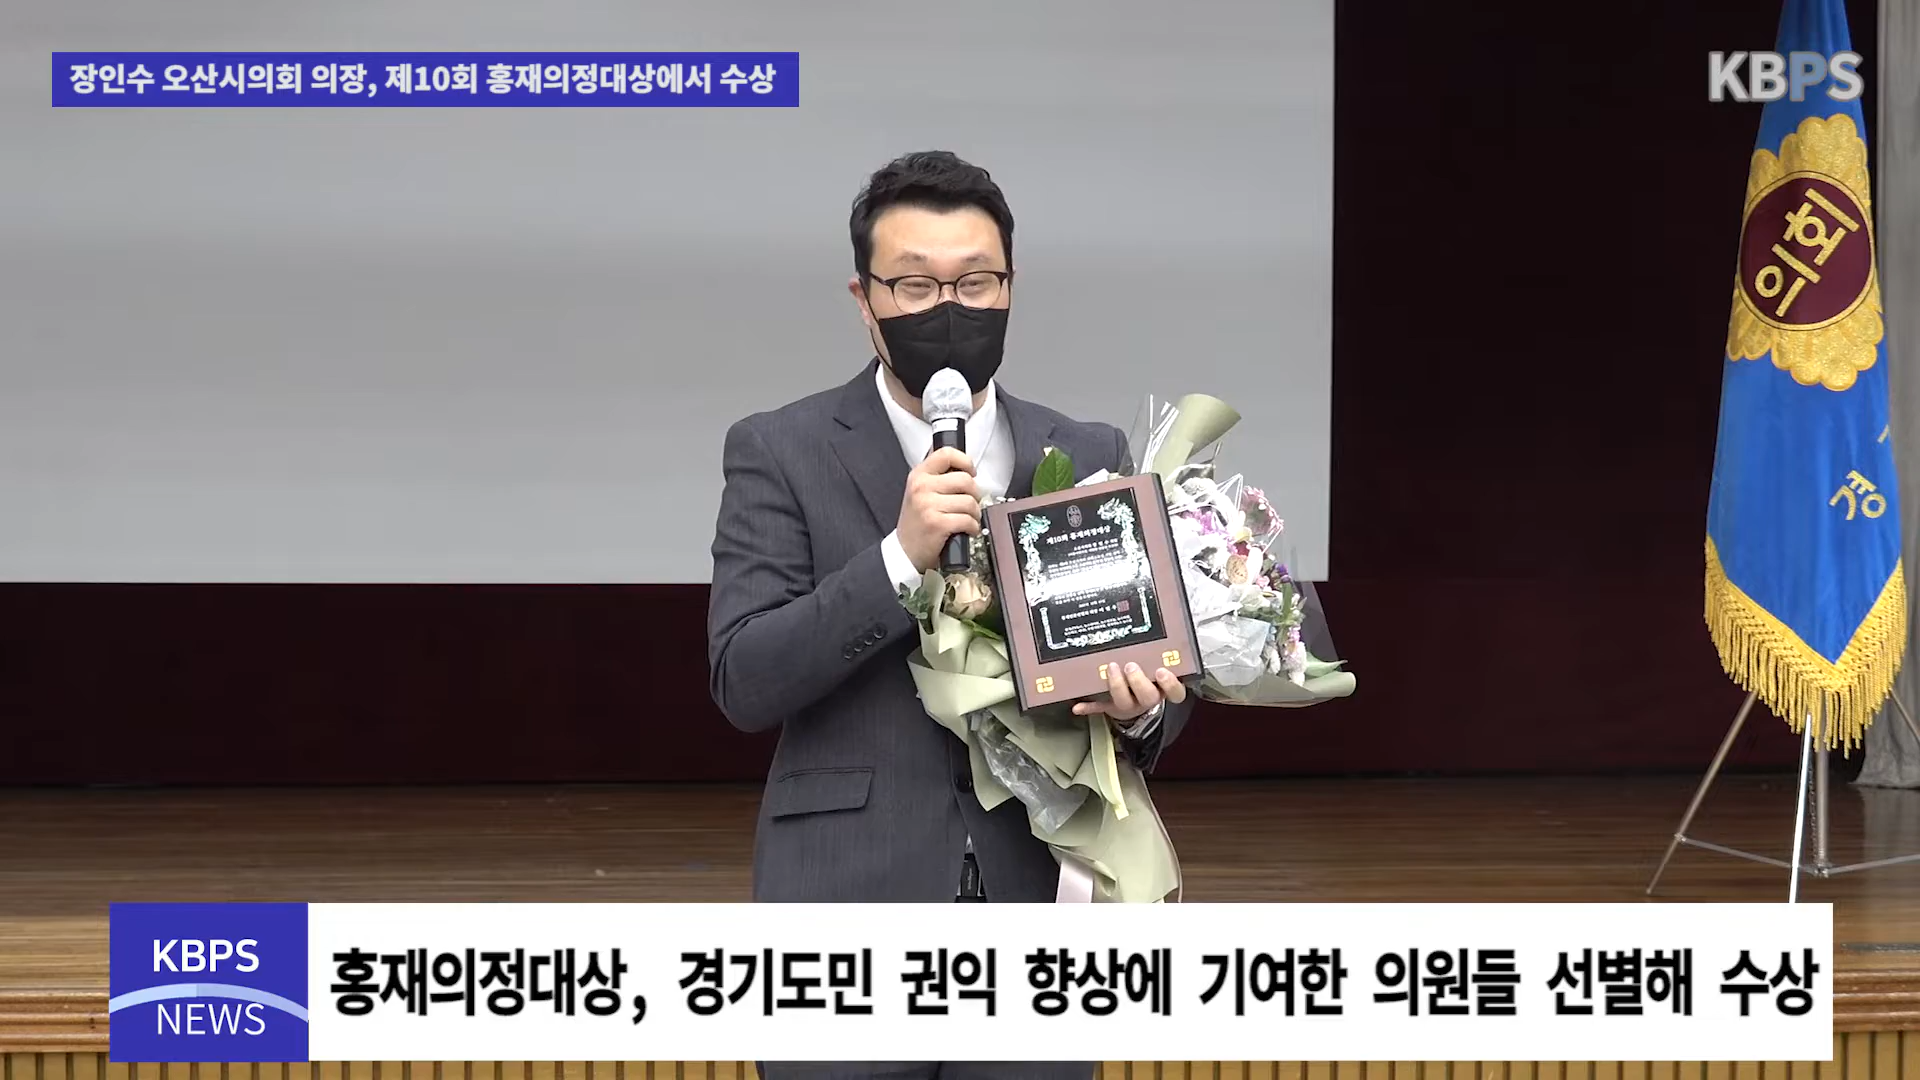 장인수 오산시의회 의장, 제10회 홍재의정대상에서 수상
KBPS
의회
경
제10회 홍재의정대상
KBPS
NEWS
홍재의정대상, 경기도민 권익 향상에 기여한 의원들 선별해 수상